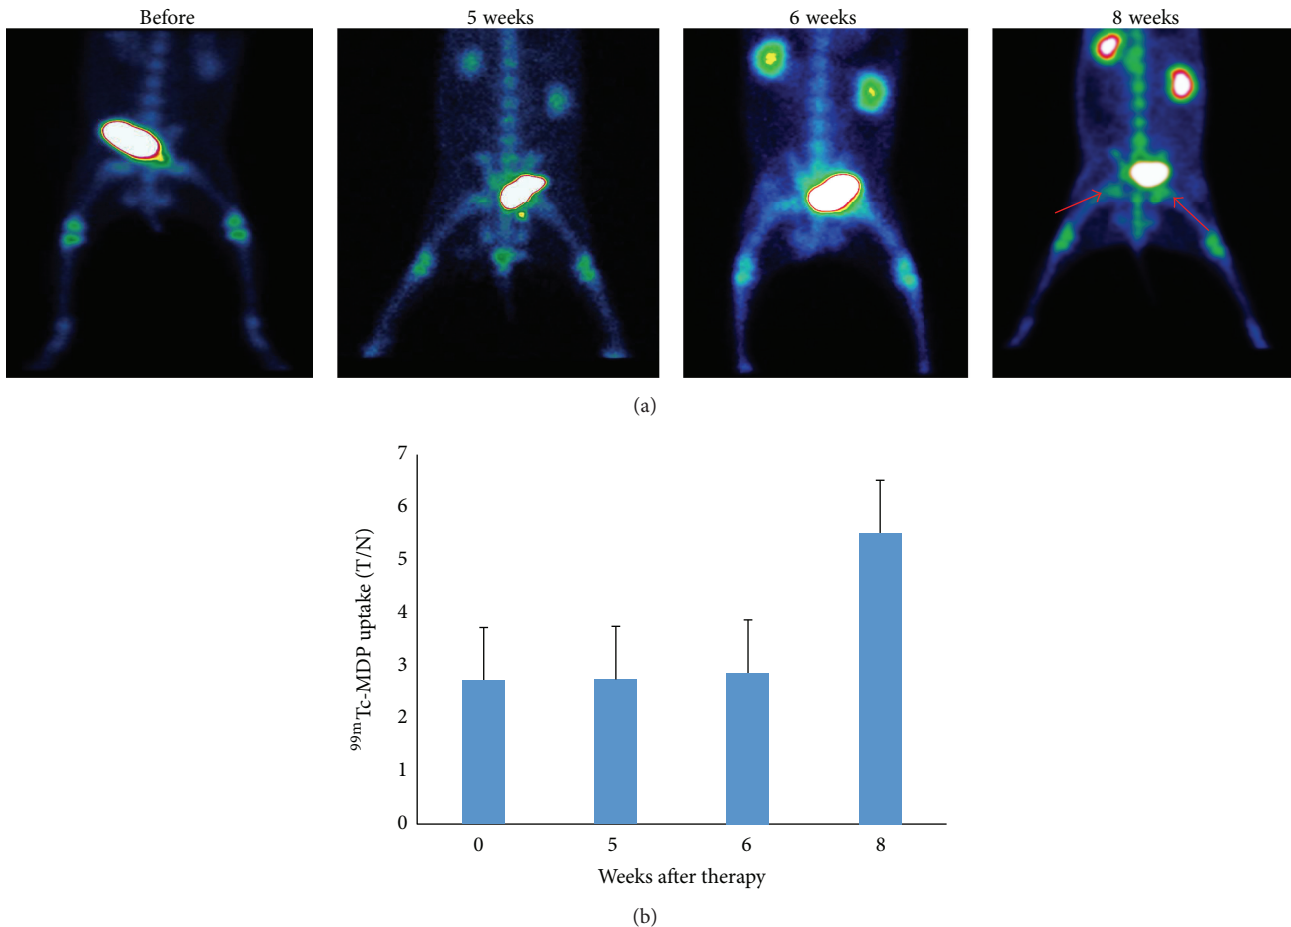 Before 5 weeks 6 weeks 8 weeks
(a)
7
6
5
4
3
2
1
0
⁹⁹ᵐTc-MDP uptake (T/N)
0 5 6 8
Weeks after therapy
(b)